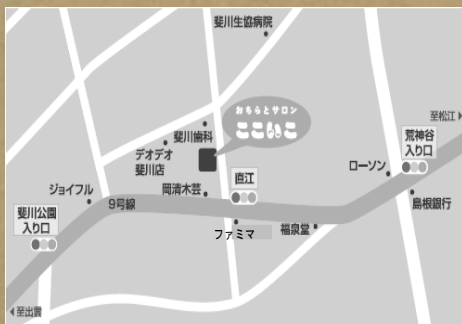 斐川生協病院
おちらとサロン
ここいこ
至松江
荒神谷
入り口
斐川歯科
デオデオ
斐川店
ローソン
直江
岡清木芸
ジョイフル
9号線
島根銀行
斐川公園
入り口
ファミマ
福泉堂
至出雲